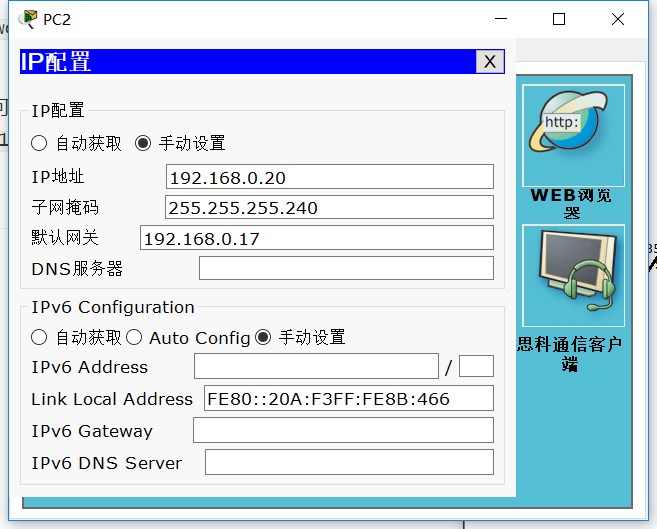 PC2
IP配置
X
IP配置
自动获取 手动设置
IP地址 192.168.0.20
子网掩码 255.255.255.240
默认网关 192.168.0.17
DNS服务器
IPv6 Configuration
自动获取 Auto Config 手动设置
IPv6 Address /
Link Local Address FE80::20A:F3FF:FE8B:466
IPv6 Gateway
IPv6 DNS Server
http:
WEB浏览
器
思科通信客户
端